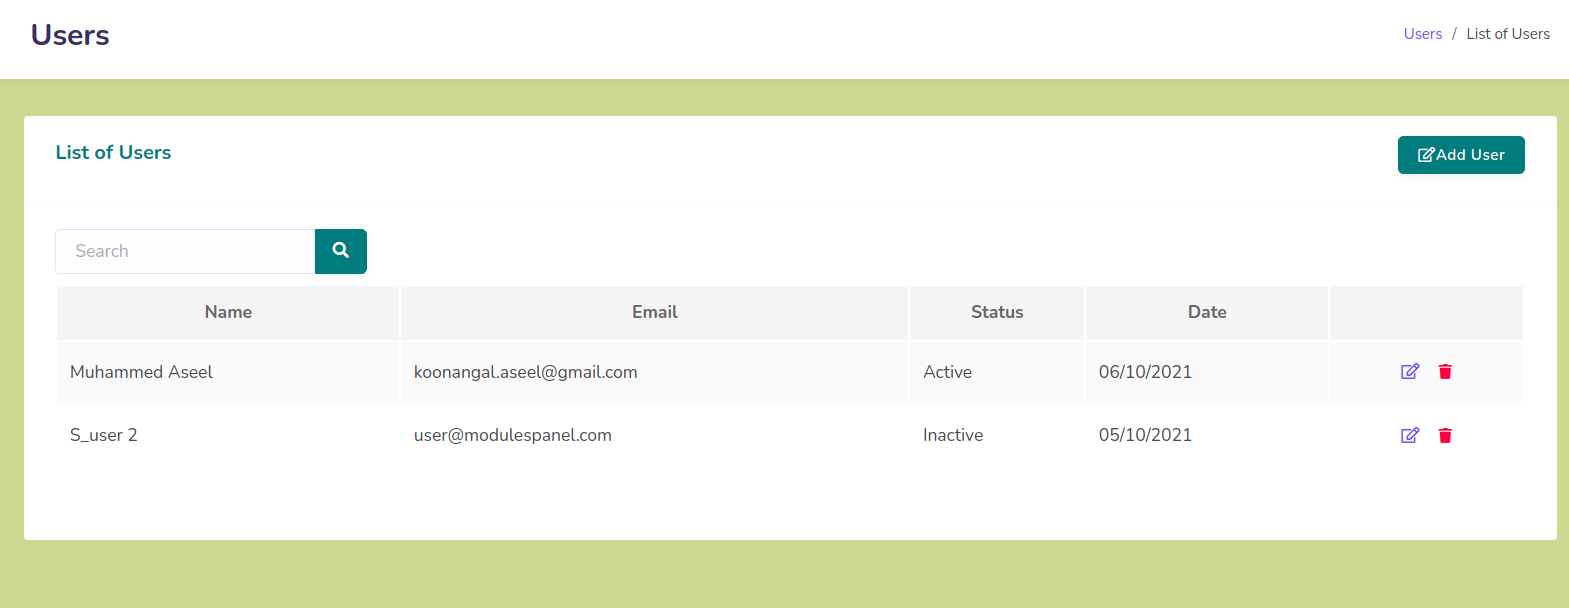 Users
Users / List of Users
List of Users
Add User
Search
Name Email Status Date
Muhammed Aseel koonangal.aseel@gmail.com Active 06/10/2021
S_user 2 user@modulespanel.com Inactive 05/10/2021